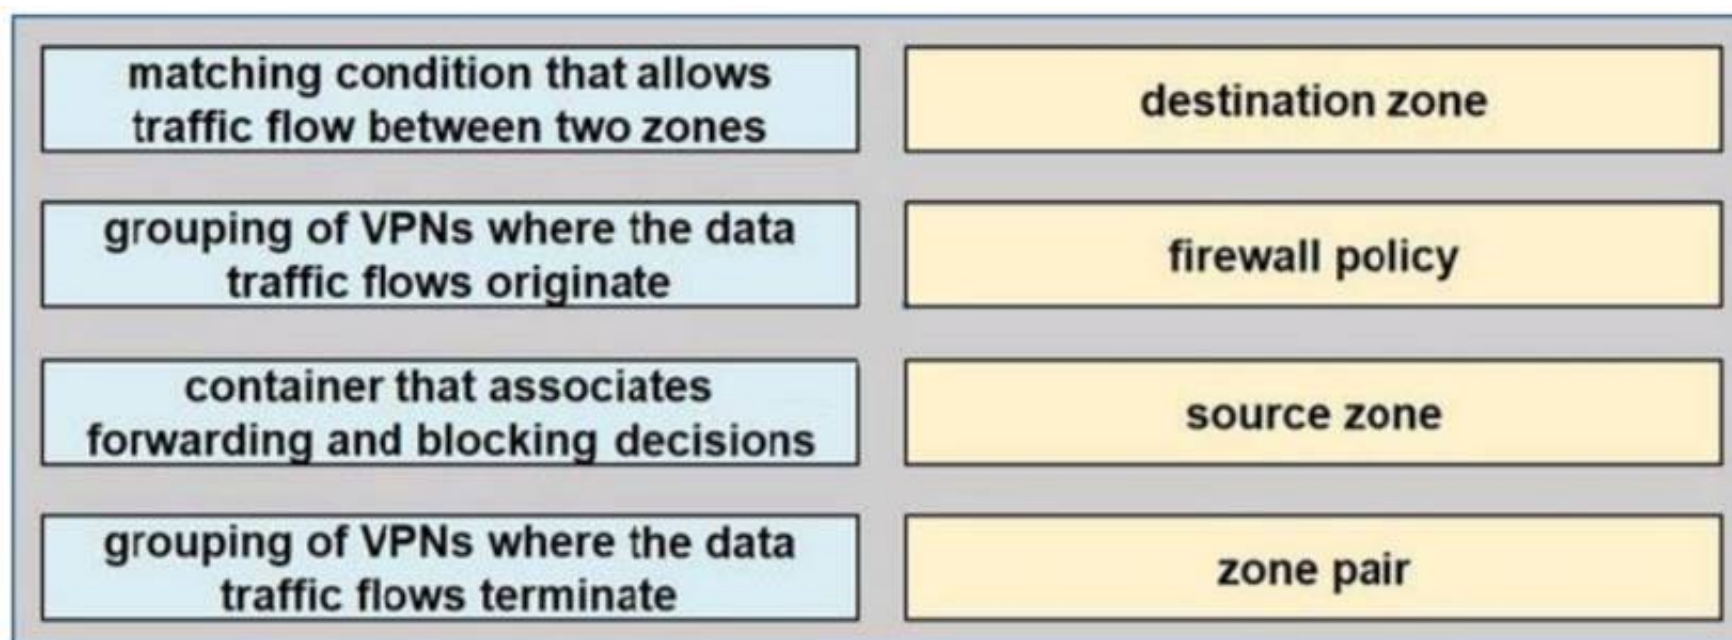 matching condition that allows
traffic flow between two zones
destination zone
grouping of VPNs where the data
traffic flows originate
firewall policy
container that associates
forwarding and blocking decisions
source zone
grouping of VPNs where the data
traffic flows terminate
zone pair